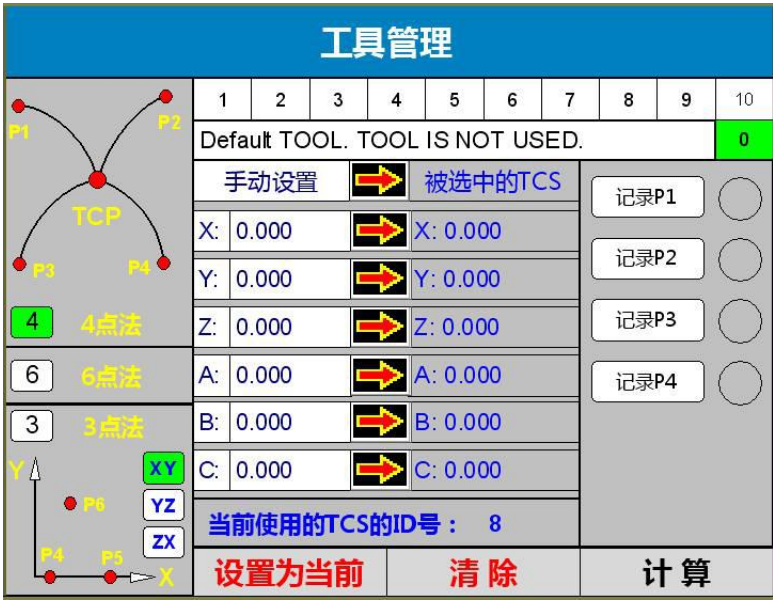 工具管理
P1
P2
TCP
P3
P4
4 4点法
6 6点法
3 3点法
Y
XY
P6
YZ
ZX
P4
P5
X
1 2 3 4 5 6 7 8 9 10
Default TOOL. TOOL IS NOT USED. 0
手动设置 被选中的TCS
X: 0.000 X: 0.000
Y: 0.000 Y: 0.000
Z: 0.000 Z: 0.000
A: 0.000 A: 0.000
B: 0.000 B: 0.000
C: 0.000 C: 0.000
当前使用的TCS的ID号： 8
记录P1
记录P2
记录P3
记录P4
设置为当前 清 除 计 算